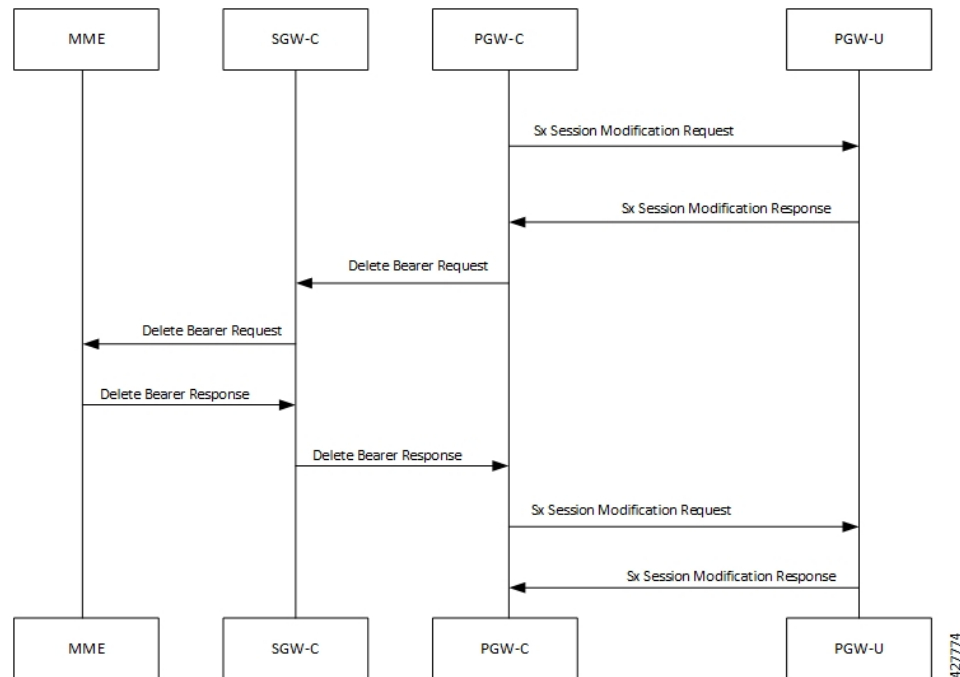 MME
SGW-C
PGW-C
PGW-U
Sx Session Modification Request
Sx Session Modification Response
Delete Bearer Request
Delete Bearer Request
Delete Bearer Response
Delete Bearer Response
Sx Session Modification Request
Sx Session Modification Response
MME
SGW-C
PGW-C
PGW-U
427774